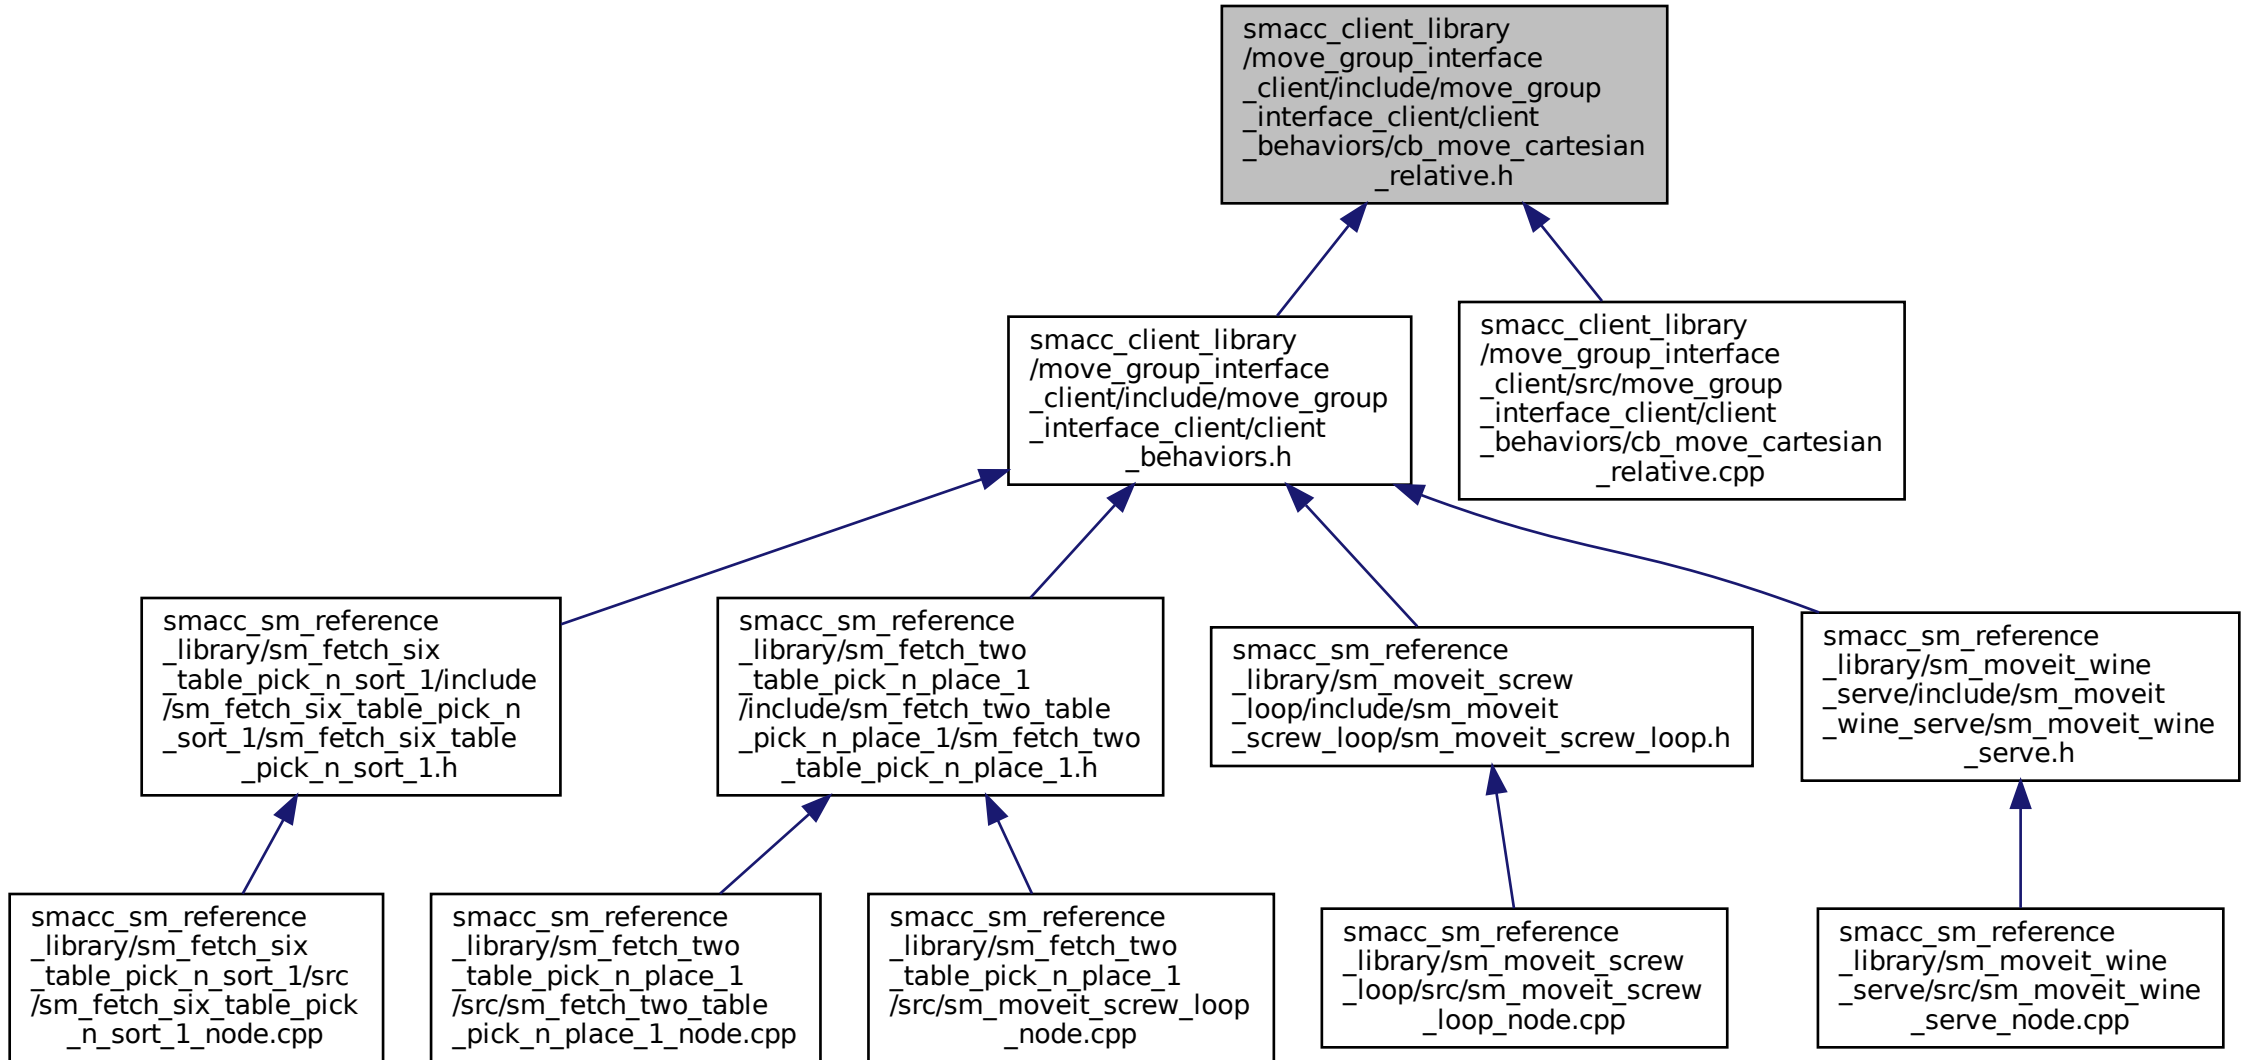 smacc_client_library
/move_group_interface
_client/include/move_group
_interface_client/client
_behaviors/cb_move_cartesian
_relative.h
smacc_client_library
/move_group_interface
_client/include/move_group
_interface_client/client
_behaviors.h
smacc_client_library
/move_group_interface
_client/src/move_group
_interface_client/client
_behaviors/cb_move_cartesian
_relative.cpp
smacc_sm_reference
_library/sm_fetch_six
_table_pick_n_sort_1/include
/sm_fetch_six_table_pick_n
_sort_1/sm_fetch_six_table
_pick_n_sort_1.h
smacc_sm_reference
_library/sm_fetch_two
_table_pick_n_place_1
/include/sm_fetch_two_table
_pick_n_place_1/sm_fetch_two
_table_pick_n_place_1.h
smacc_sm_reference
_library/sm_moveit_screw
_loop/include/sm_moveit
_screw_loop/sm_moveit_screw_loop.h
smacc_sm_reference
_library/sm_moveit_wine
_serve/include/sm_moveit
_wine_serve/sm_moveit_wine
_serve.h
smacc_sm_reference
_library/sm_fetch_six
_table_pick_n_sort_1/src
/sm_fetch_six_table_pick
_n_sort_1_node.cpp
smacc_sm_reference
_library/sm_fetch_two
_table_pick_n_place_1
/src/sm_fetch_two_table
_pick_n_place_1_node.cpp
smacc_sm_reference
_library/sm_fetch_two
_table_pick_n_place_1
/src/sm_moveit_screw_loop
_node.cpp
smacc_sm_reference
_library/sm_moveit_screw
_loop/src/sm_moveit_screw
_loop_node.cpp
smacc_sm_reference
_library/sm_moveit_wine
_serve/src/sm_moveit_wine
_serve_node.cpp